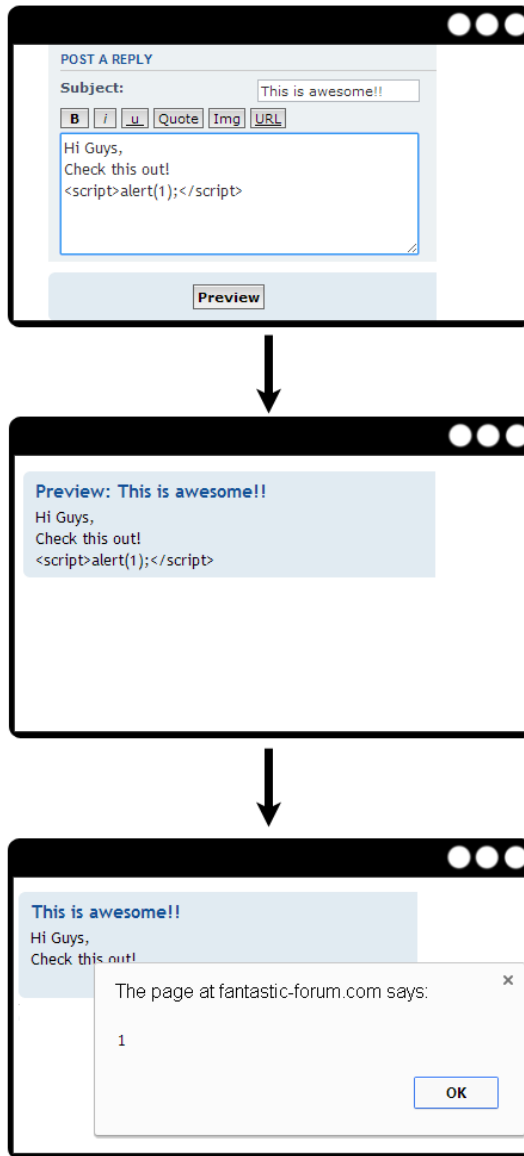 POST A REPLY
Subject: This is awesome!!
B i u Quote Img URL
Hi Guys,
Check this out!
<script>alert(1);</script>
Preview
Preview: This is awesome!!
Hi Guys,
Check this out!
<script>alert(1);</script>
This is awesome!!
Hi Guys,
Check this out!
The page at fantastic-forum.com says:
1
OK